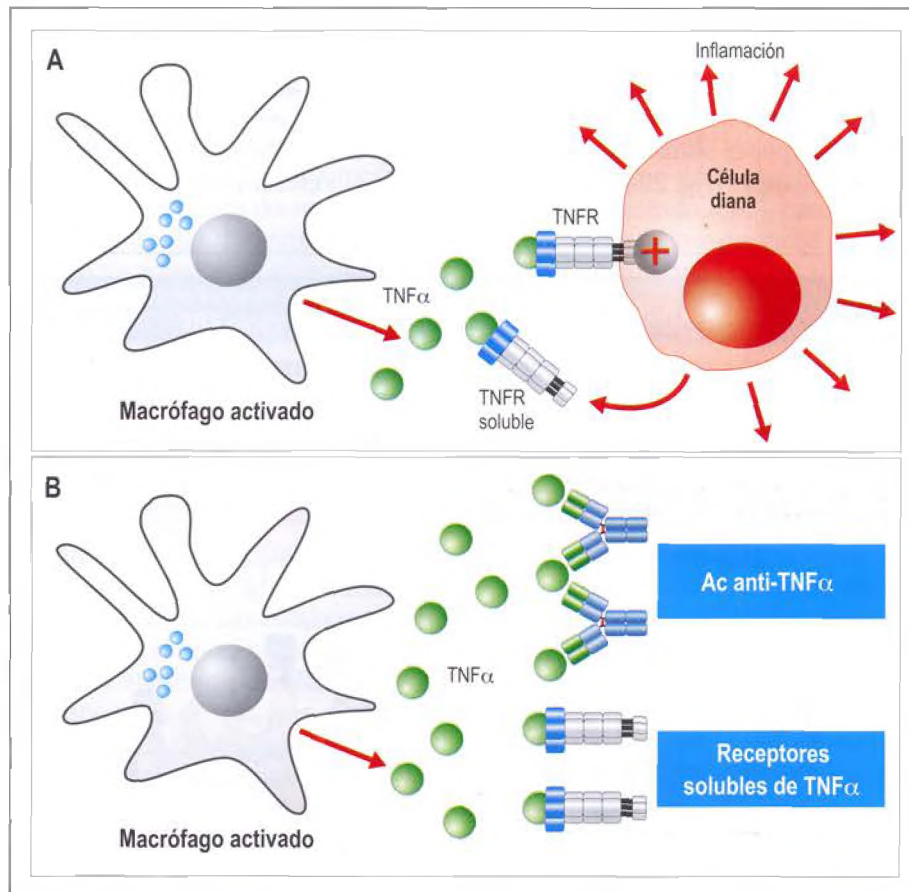 A
Inflamación
Célula
diana
TNFR
TNFα
TNFR
soluble
Macrófago activado
B
Ac anti-TNFα
TNFα
Receptores
solubles de TNFα
Macrófago activado